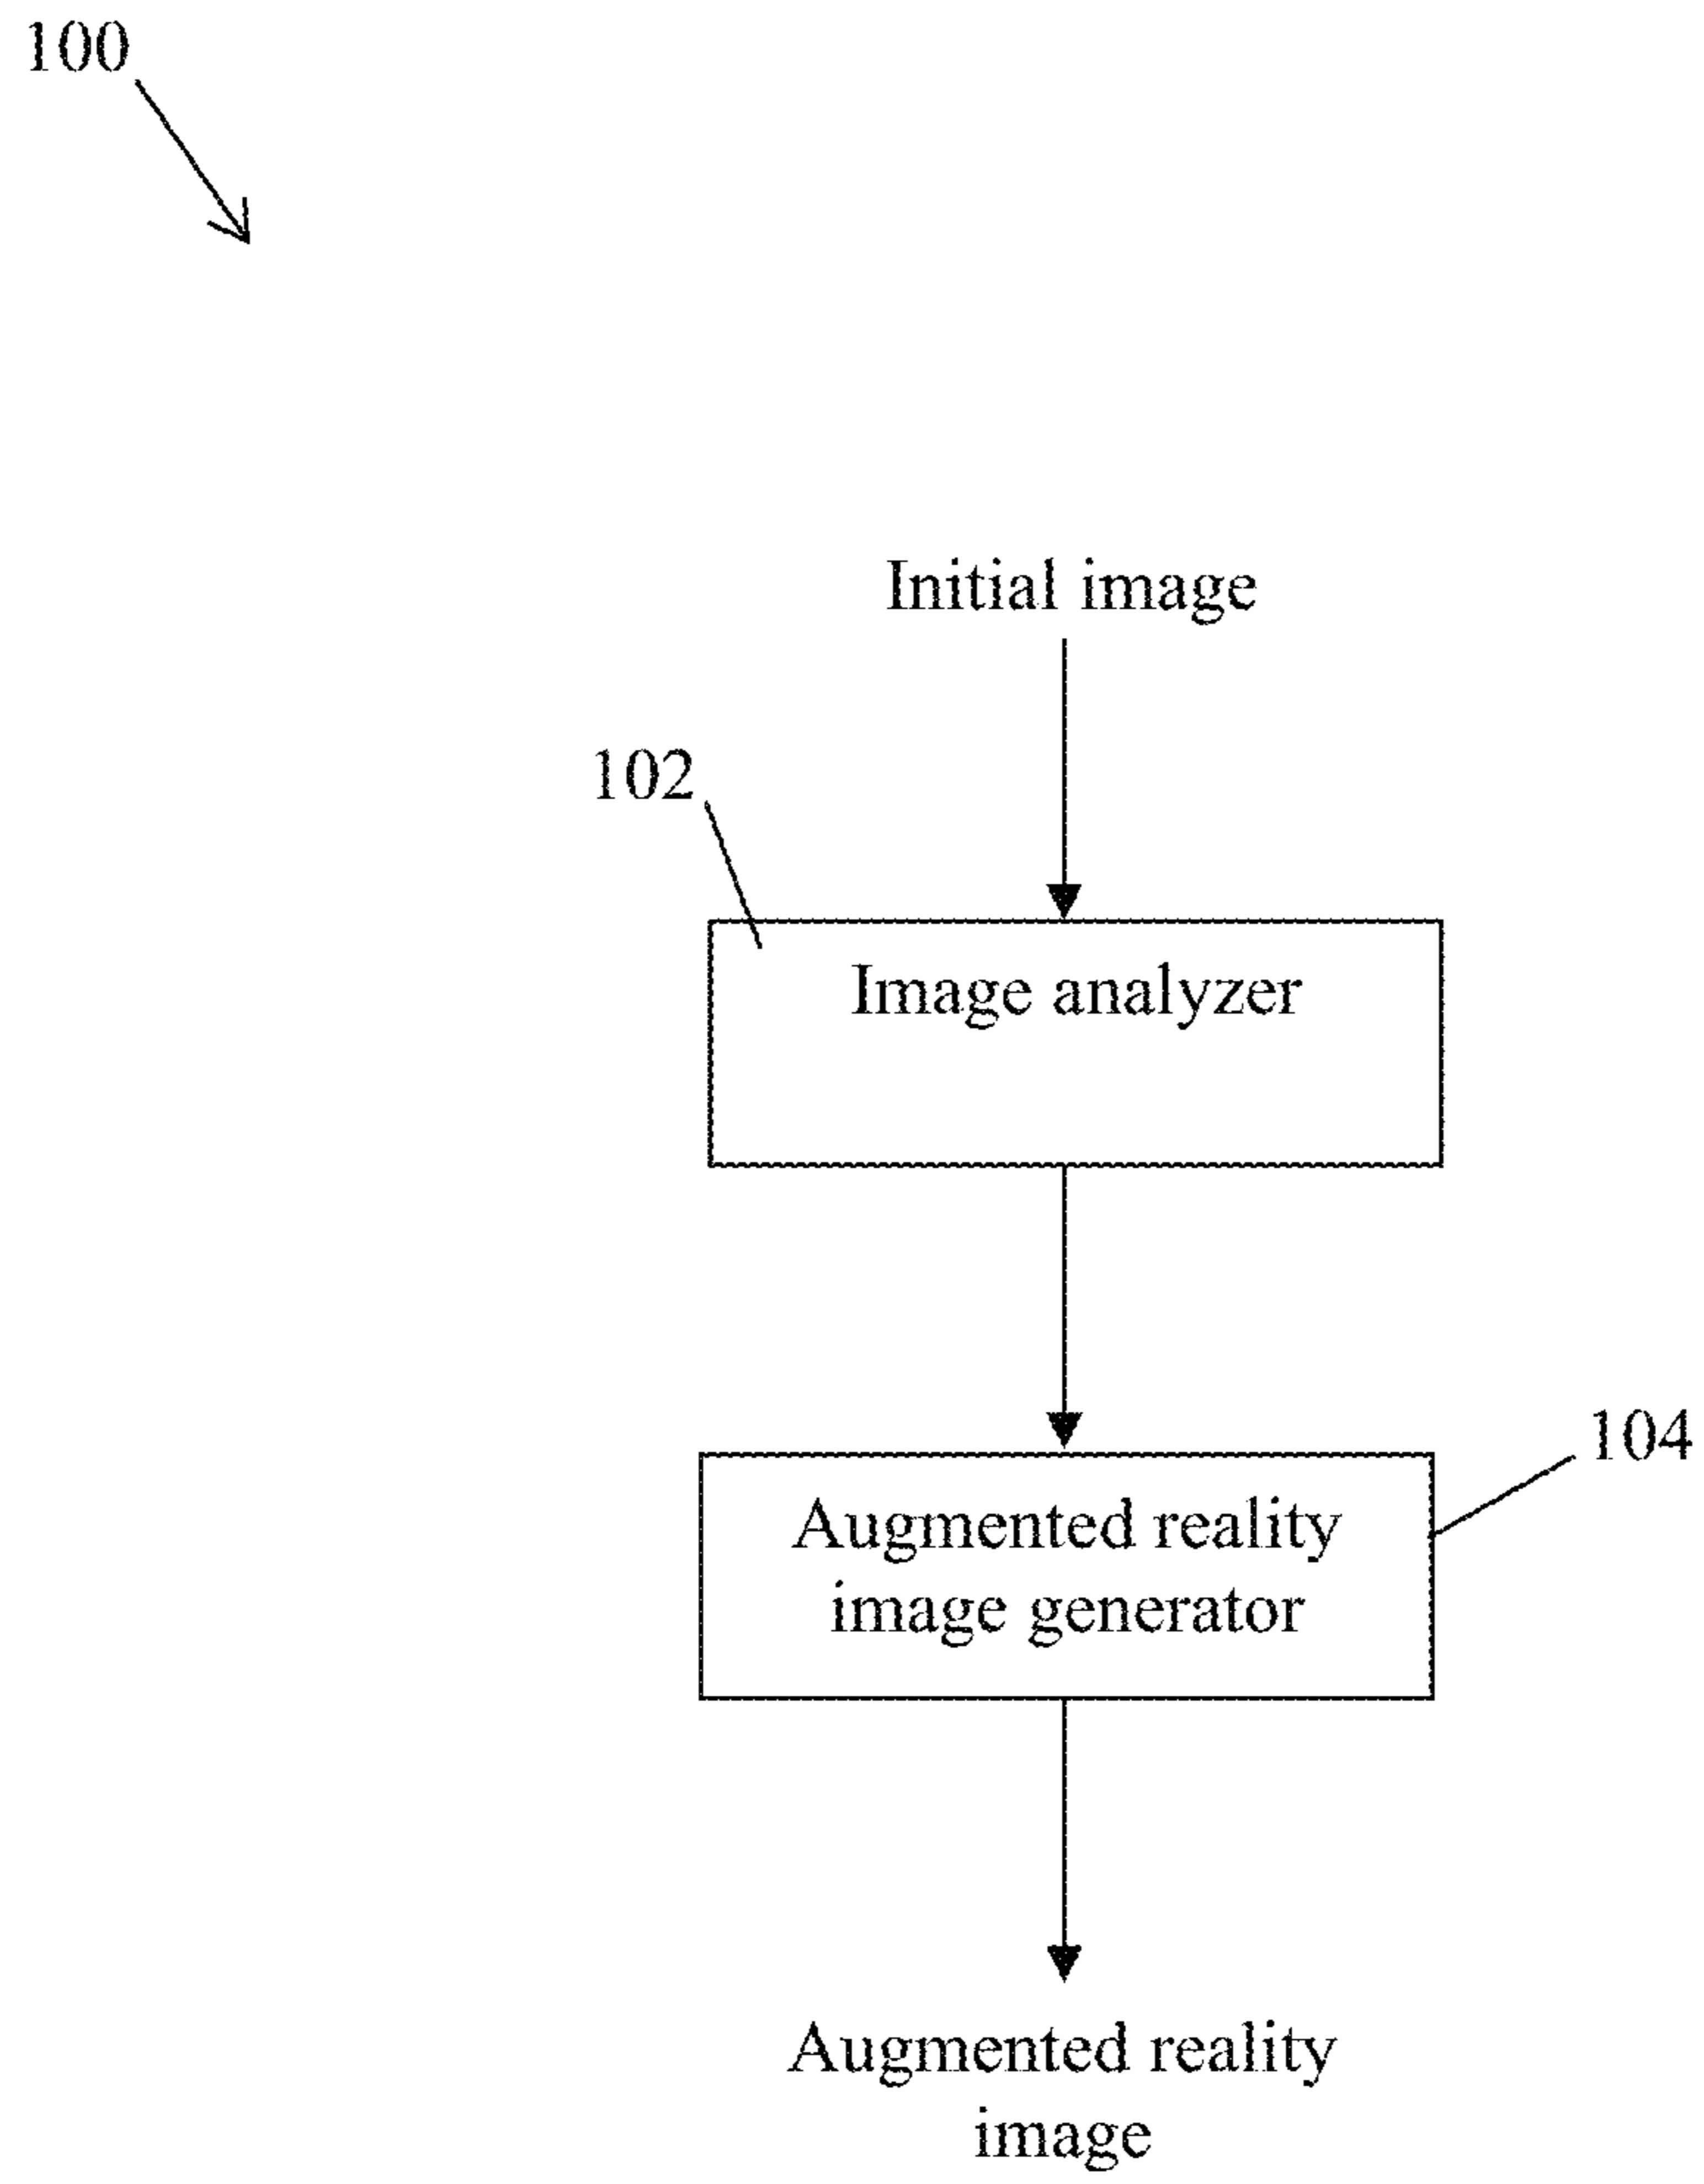 100
Initial image
102
Image analyzer
104
Augmented reality
image generator
Augmented reality
image